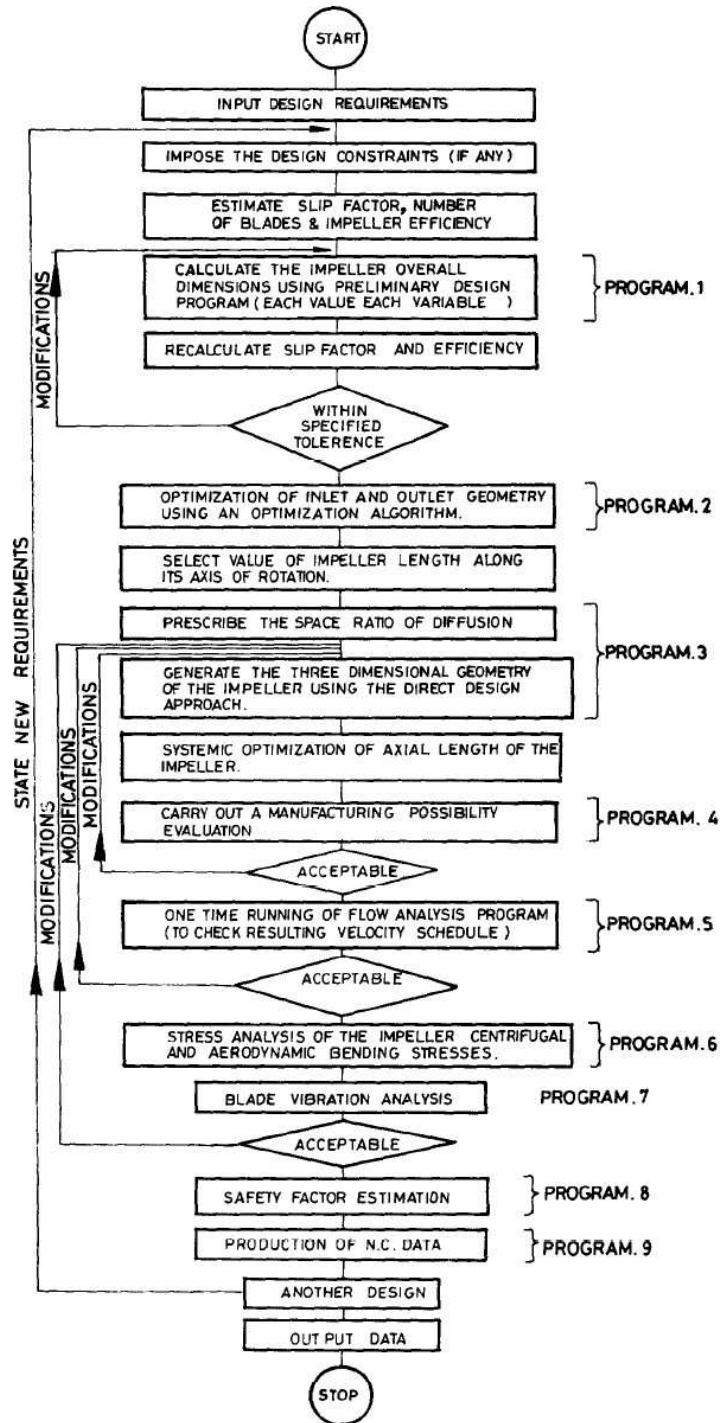 START
INPUT DESIGN REQUIREMENTS
IMPOSE THE DESIGN CONSTRAINTS (IF ANY)
ESTIMATE SLIP FACTOR, NUMBER
OF BLADES & IMPELLER EFFICIENCY
CALCULATE THE IMPELLER OVERALL
DIMENSIONS USING PRELIMINARY DESIGN
PROGRAM (EACH VALUE EACH VARIABLE )
PROGRAM.1
RECALCULATE SLIP FACTOR AND EFFICIENCY
MODIFICATIONS
WITHIN
SPECIFIED
TOLERENCE
OPTIMIZATION OF INLET AND OUTLET GEOMETRY
USING AN OPTIMIZATION ALGORITHM.
PROGRAM.2
SELECT VALUE OF IMPELLER LENGTH ALONG
ITS AXIS OF ROTATION.
PRESCRIBE THE SPACE RATIO OF DIFFUSION
GENERATE THE THREE DIMENSIONAL GEOMETRY
OF THE IMPELLER USING THE DIRECT DESIGN
APPROACH.
PROGRAM.3
STATE NEW REQUIREMENTS
MODIFICATIONS
MODIFICATIONS
MODIFICATIONS
SYSTEMIC OPTIMIZATION OF AXIAL LENGTH OF THE
IMPELLER.
CARRY OUT A MANUFACTURING POSSIBILITY
EVALUATION
PROGRAM. 4
ACCEPTABLE
ONE TIME RUNNING OF FLOW ANALYSIS PROGRAM
(TO CHECK RESULTING VELOCITY SCHEDULE)
PROGRAM.5
ACCEPTABLE
STRESS ANALYSIS OF THE IMPELLER CENTRIFUGAL
AND AERODYNAMIC BENDING STRESSES.
PROGRAM.6
BLADE VIBRATION ANALYSIS
PROGRAM.7
ACCEPTABLE
SAFETY FACTOR ESTIMATION
PROGRAM. 8
PRODUCTION OF N.C. DATA
PROGRAM.9
ANOTHER DESIGN
OUTPUT DATA
STOP